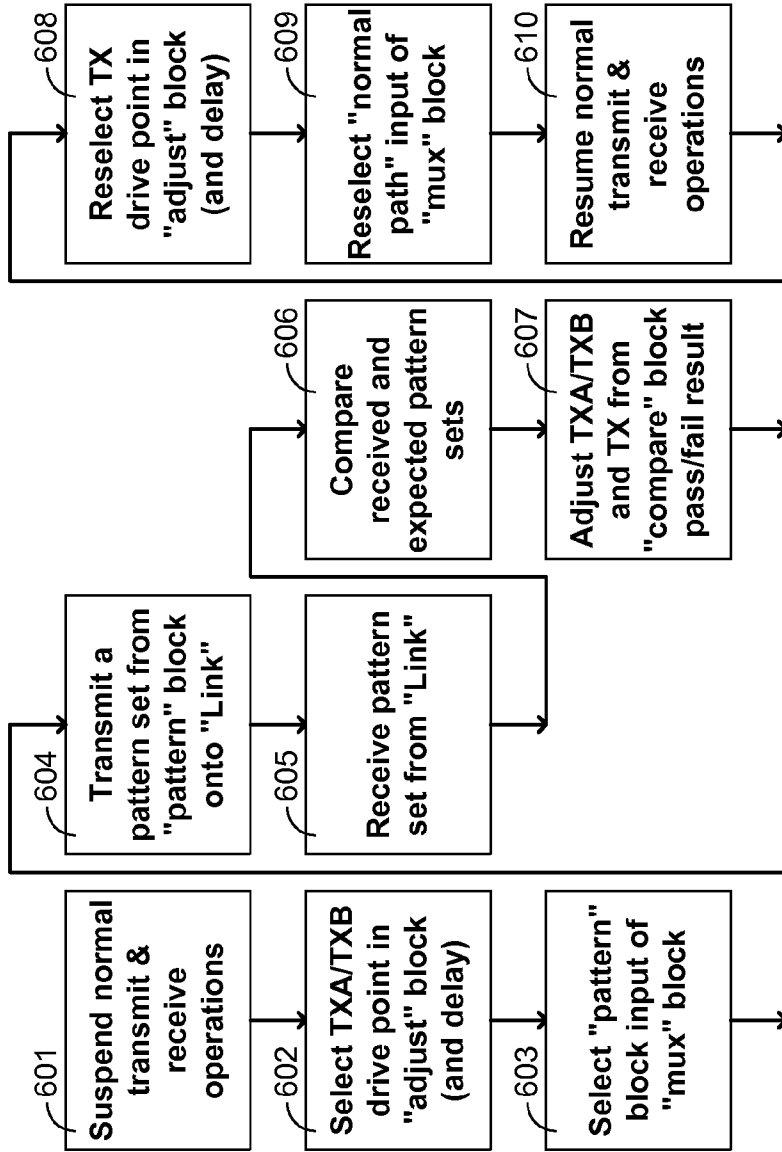 601
Suspend normal
transmit &
receive
operations
602
Select TXA/TXB
drive point in
"adjust" block
(and delay)
603
Select "pattern"
block input of
"mux" block
604
Transmit a
pattern set from
"pattern" block
onto "Link"
605
Receive pattern
set from "Link"
606
Compare
received and
expected pattern
sets
607
Adjust TXA/TXB
and TX from
"compare" block
pass/fail result
608
Reselect TX
drive point in
"adjust" block
(and delay)
609
Reselect "normal
path" input of
"mux" block
610
Resume normal
transmit &
receive
operations